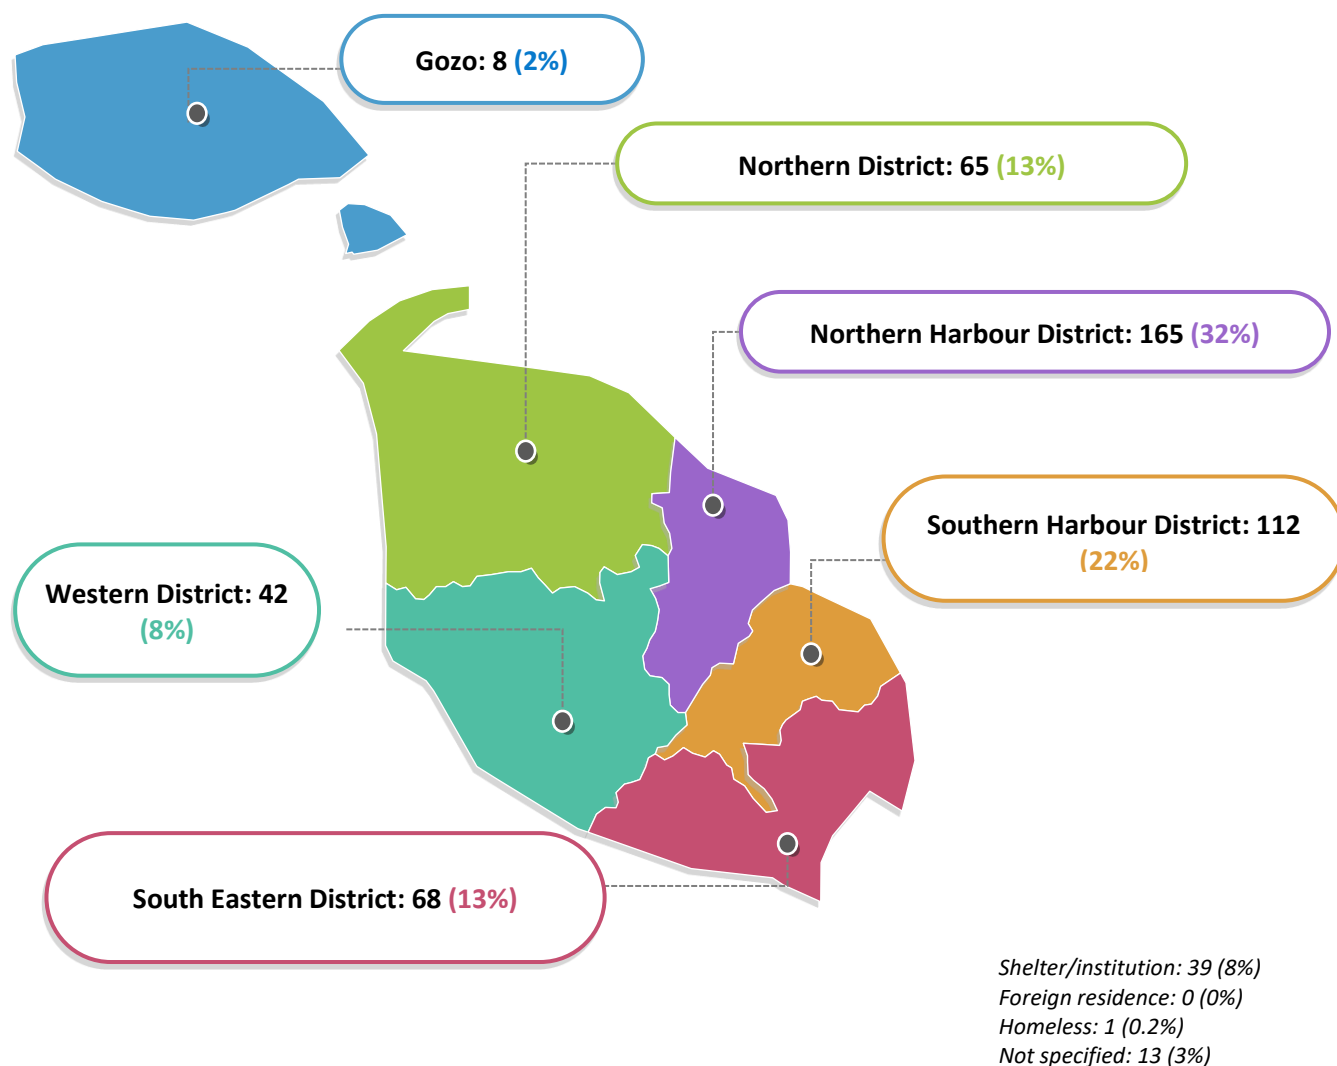 Gozo: 8 (2%)
Northern District: 65 (13%)
Northern Harbour District: 165 (32%)
Southern Harbour District: 112
(22%)
Western District: 42
(8%)
South Eastern District: 68 (13%)
Shelter/institution: 39 (8%)
Foreign residence: 0 (0%)
Homeless: 1 (0.2%)
Not specified: 13 (3%)